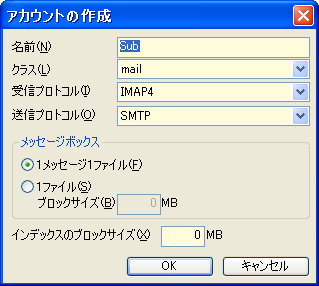 アカウントの作成
名前(N) Sub
クラス(L) mail
受信プロトコル(I) IMAP4
送信プロトコル(O) SMTP
メッセージボックス
1メッセージ1ファイル(F)
1ファイル(S)
ブロックサイズ(B) 0 MB
インデックスのブロックサイズ(X) 0 MB
OK キャンセル